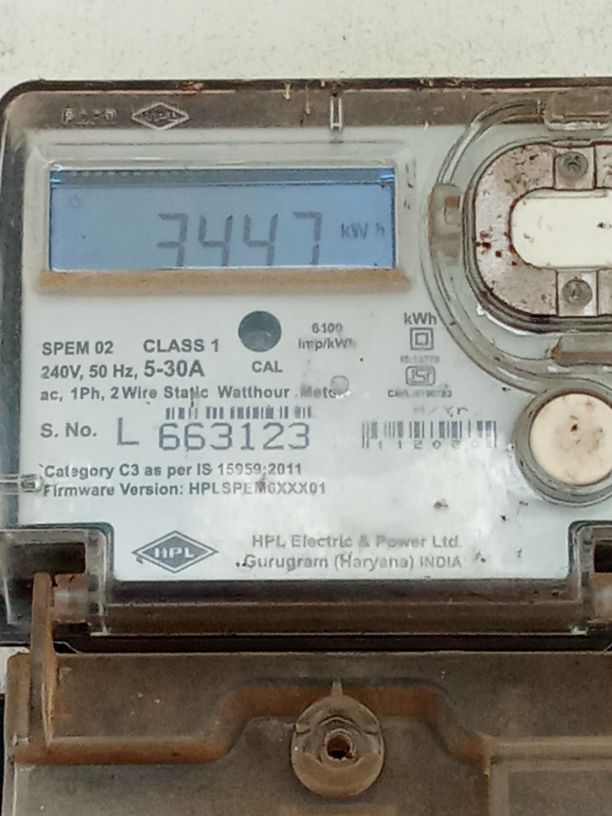 HPL
3447 kWh
6100
SPEM 02 CLASS 1 imp/kWh kWh
240V, 50 Hz, 5-30A CAL
ac, 1Ph, 2 Wire Static Watthour Meter
M/Yr
S. No. L 663123
Category C3 as per IS 15959:2011
Firmware Version: HPLSPEM6XXX01
HPL HPL Electric & Power Ltd.
Gurugram (Haryana) INDIA